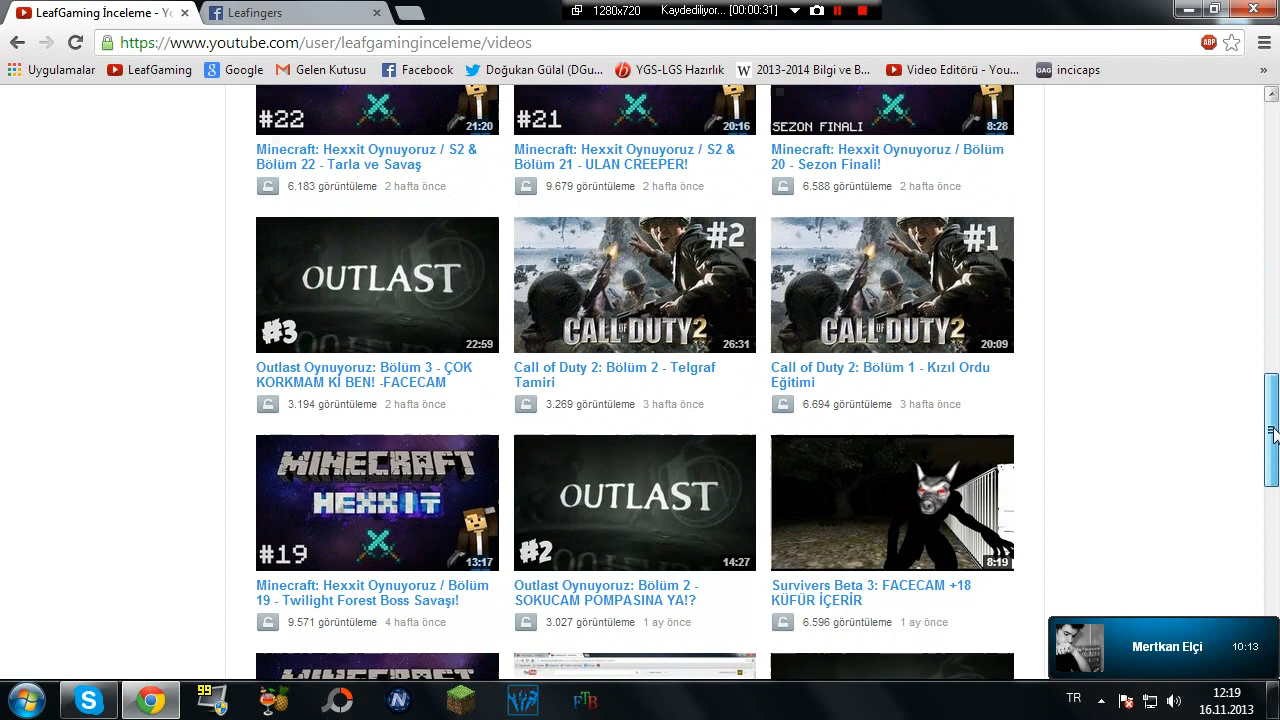 LeafGaming İnceleme - Yo
Leafingers
1280x720
Kaydediliyor... [00:00:31]
https://www.youtube.com/user/leafgaminginceleme/videos
ABP
Uygulamalar
LeafGaming
Google
Gelen Kutusu
Facebook
Doğukan Gülal (DGu...
YGS-LGS Hazırlık
W 2013-2014 Bilgi ve B...
Video Editörü - You...
GAG incicaps
»
#22
21:20
#21
20:16
SEZON FINALI
8:28
Minecraft: Hexxit Oynuyoruz / S2 &
Bölüm 22 - Tarla ve Savaş
6.183 görüntüleme 2 hafta önce
Minecraft: Hexxit Oynuyoruz / S2 &
Bölüm 21 - ULAN CREEPER!
9.679 görüntüleme 2 hafta önce
Minecraft: Hexxit Oynuyoruz / Bölüm
20 - Sezon Finali!
6.588 görüntüleme 2 hafta önce
OUTLAST
#3
22:59
#2
CALL OF DUTY 2
26:31
#1
CALL OF DUTY 2
20:09
Outlast Oynuyoruz: Bölüm 3 - ÇOK
KORKMAM Kİ BEN! -FACECAM
3.194 görüntüleme 2 hafta önce
Call of Duty 2: Bölüm 2 - Telgraf
Tamiri
3.269 görüntüleme 3 hafta önce
Call of Duty 2: Bölüm 1 - Kızıl Ordu
Eğitimi
6.694 görüntüleme 3 hafta önce
MINECRAFT
HEXXIT
#19
13:17
OUTLAST
#2
14:27
8:19
Minecraft: Hexxit Oynuyoruz / Bölüm
19 - Twilight Forest Boss Savaşı!
9.571 görüntüleme 4 hafta önce
Outlast Oynuyoruz: Bölüm 2 -
SOKUCAM POMPASINA YA!?
3.027 görüntüleme 1 ay önce
Survivers Beta 3: FACECAM +18
KÜFÜR İÇERİR
6.596 görüntüleme 1 ay önce
MINECRAFT
Mertkan Elçi
18:13
99
FTB
TR
12:19
16.11.2013